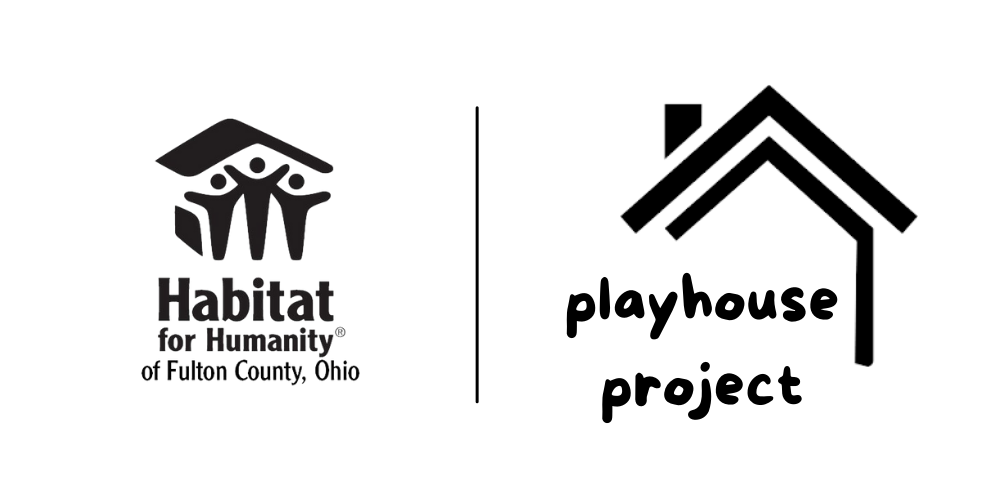 Habitat
for Humanity®
of Fulton County, Ohio
playhouse
project